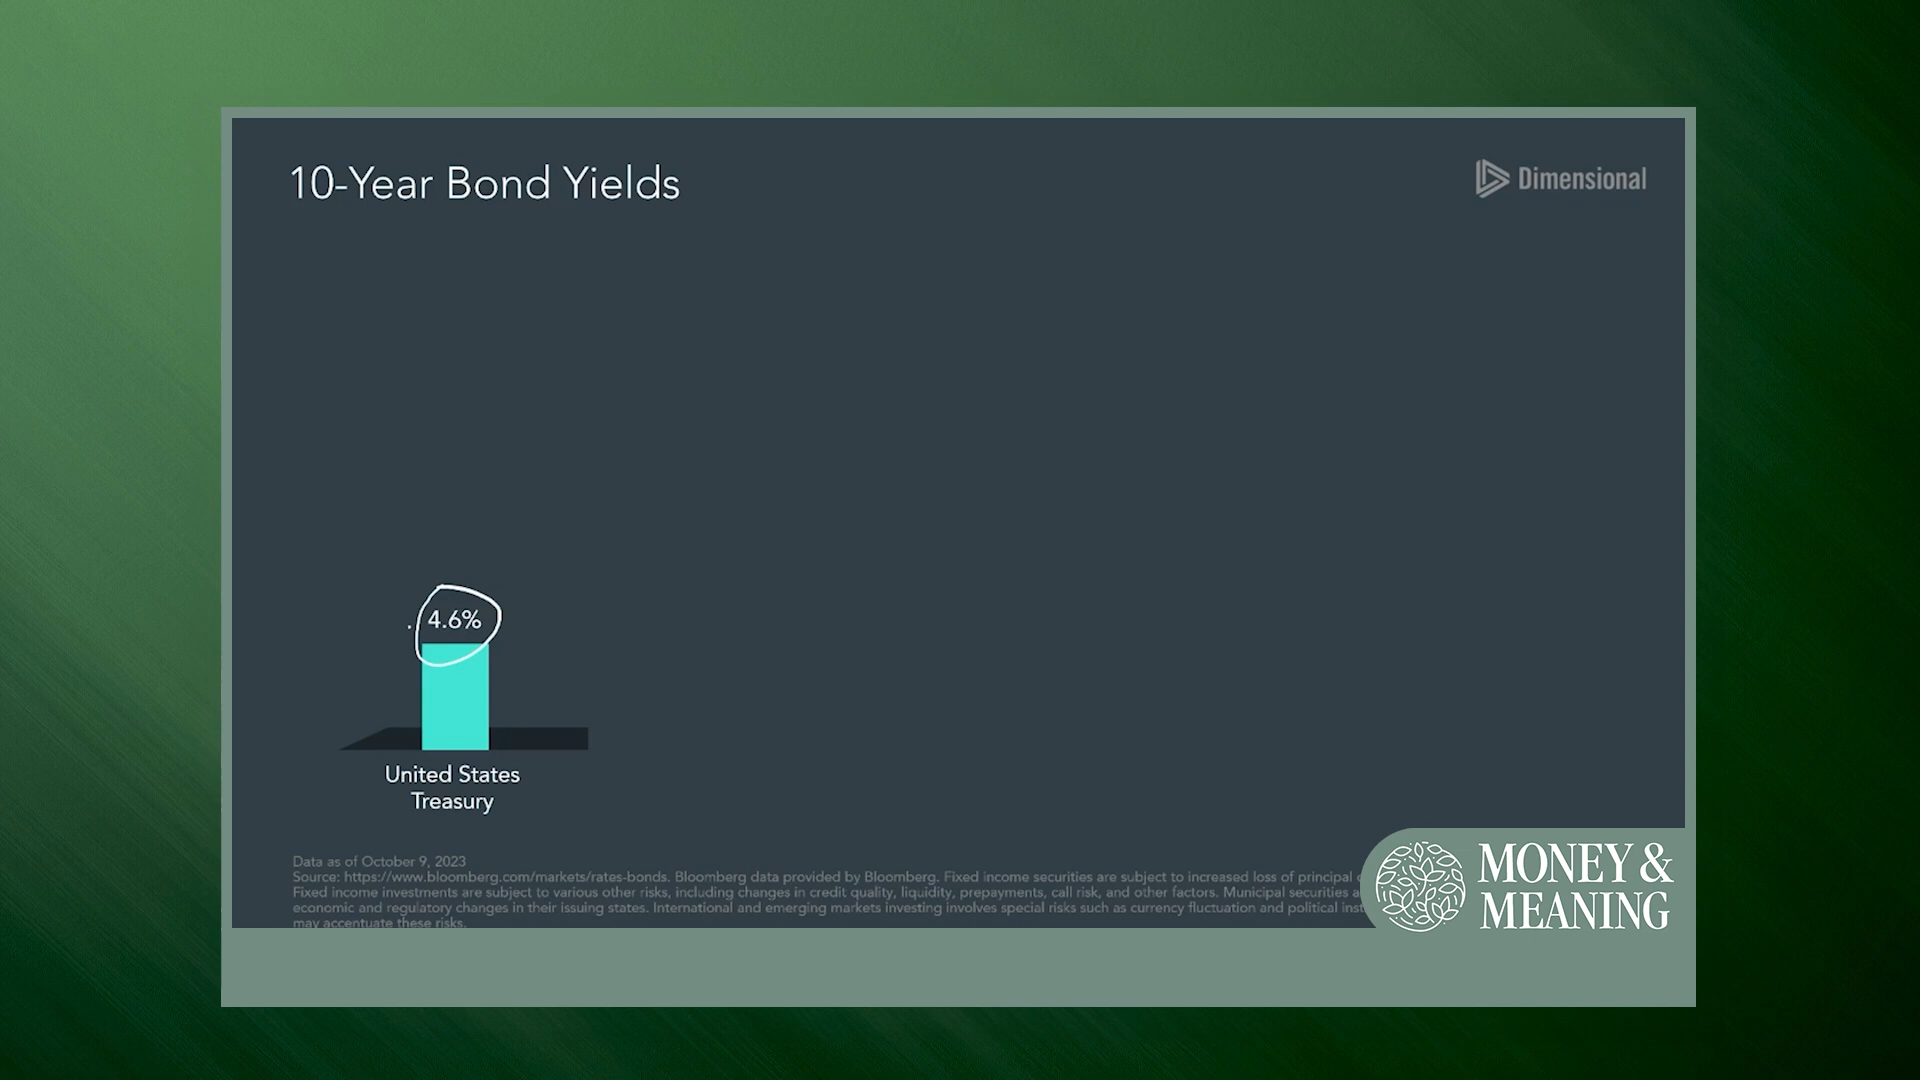 10-Year Bond Yields
Dimensional
4.6%
United States
Treasury
Data as of October 9, 2023
Source: https://www.bloomberg.com/markets/rates-bonds. Bloomberg data provided by Bloomberg. Fixed income securities are subject to increased loss of principal
Fixed income investments are subject to various other risks, including changes in credit quality, liquidity, prepayments, call risk, and other factors. Municipal securities
economic and regulatory changes in their issuing states. International and emerging markets investing involves special risks such as currency fluctuation and political
may accentuate these risks.
MONEY &
MEANING